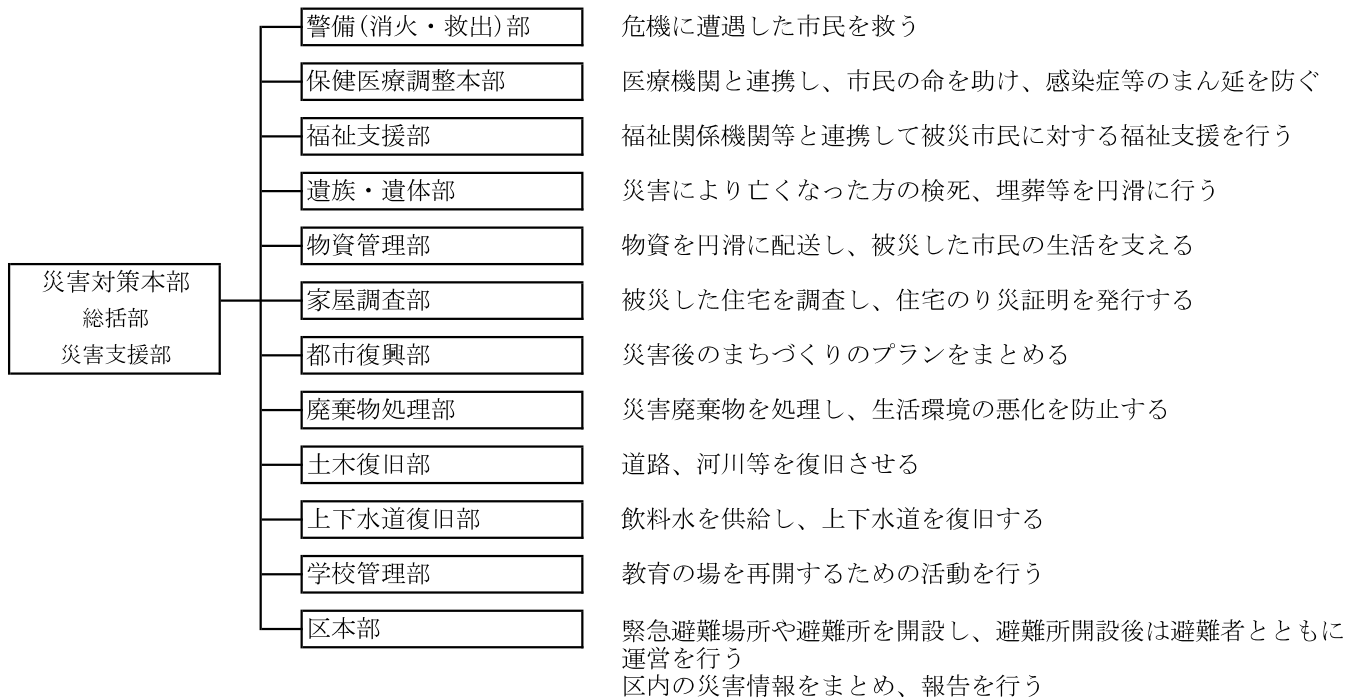 警備(消火・救出)部 危機に遭遇した市民を救う
保健医療調整本部 医療機関と連携し、市民の命を助け、感染症等のまん延を防ぐ
福祉支援部 福祉関係機関等と連携して被災市民に対する福祉支援を行う
遺族・遺体部 災害により亡くなった方の検死、埋葬等を円滑に行う
物資管理部 物資を円滑に配送し、被災した市民の生活を支える
災害対策本部
総括部
災害支援部
家屋調査部 被災した住宅を調査し、住宅のり災証明を発行する
都市復興部 災害後のまちづくりのプランをまとめる
廃棄物処理部 災害廃棄物を処理し、生活環境の悪化を防止する
土木復旧部 道路、河川等を復旧させる
上下水道復旧部 飲料水を供給し、上下水道を復旧する
学校管理部 教育の場を再開するための活動を行う
区本部 緊急避難場所や避難所を開設し、避難所開設後は避難者とともに
運営を行う
区内の災害情報をまとめ、報告を行う